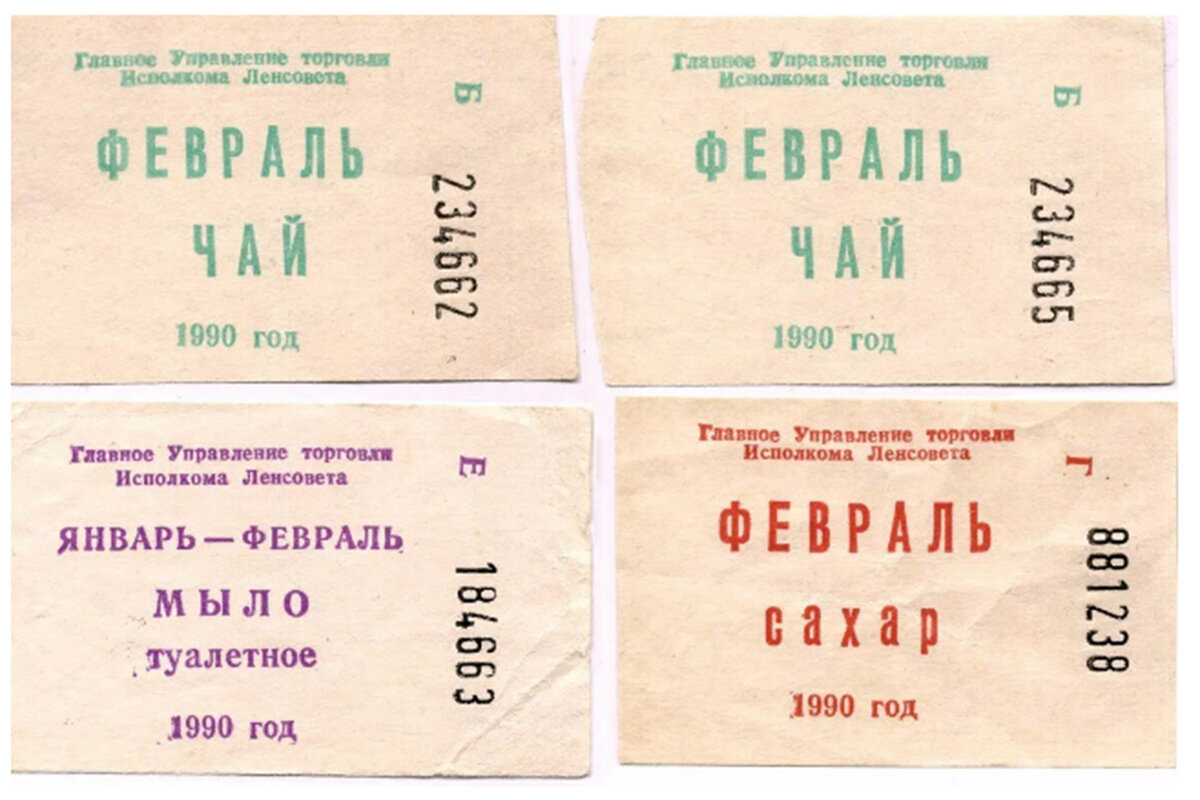 Главное Управление торговли
Исполкома Ленсовета
Б
ФЕВРАЛЬ
ЧАЙ
1990 год
234662
Главное Управление торговли
Исполкома Ленсовета
Б
ФЕВРАЛЬ
ЧАЙ
1990 год
234665
Главное Управление торговли
Исполкома Ленсовета
Е
ЯНВАРЬ — ФЕВРАЛЬ
МЫЛО
туалетное
1990 год
184663
Главное Управление торговли
Исполкома Ленсовета
Г
ФЕВРАЛЬ
сахар
1990 год
881238